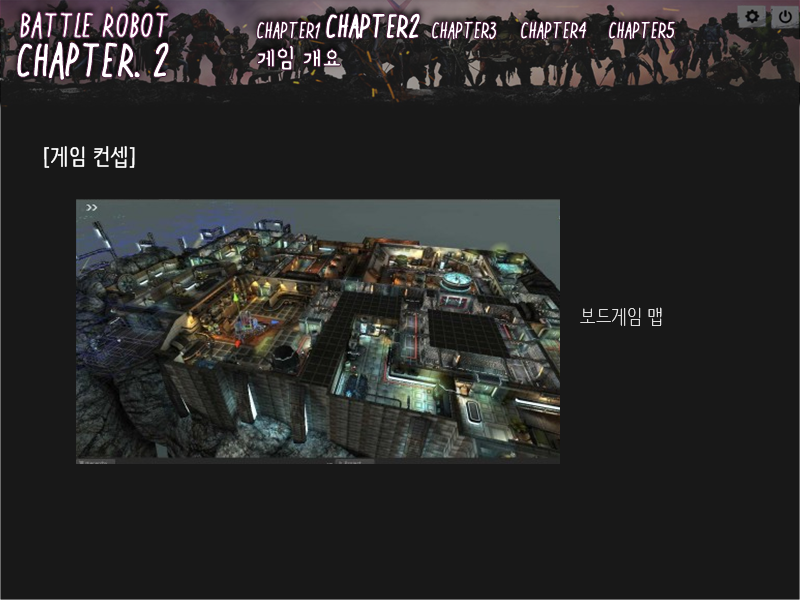 BATTLE ROBOT
CHAPTER. 2
CHAPTER1 CHAPTER2 CHAPTER3 CHAPTER4 CHAPTER5
게임 개요
[게임 컨셉]
보드게임 맵